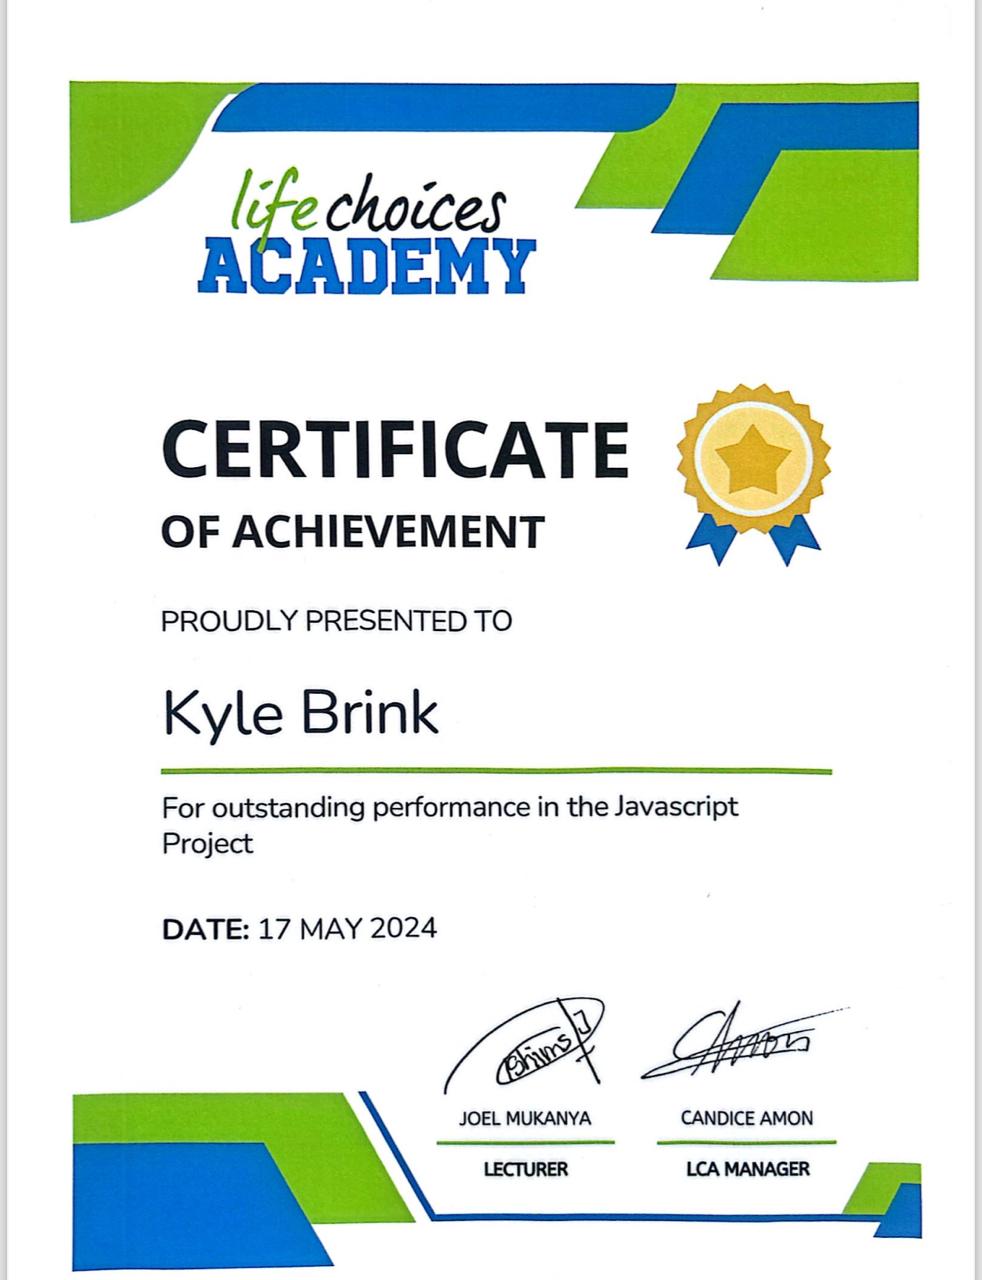 life choices
ACADEMY
CERTIFICATE
OF ACHIEVEMENT
PROUDLY PRESENTED TO
Kyle Brink
For outstanding performance in the Javascript
Project
DATE: 17 MAY 2024
JOEL MUKANYA
CANDICE AMON
LECTURER
LCA MANAGER